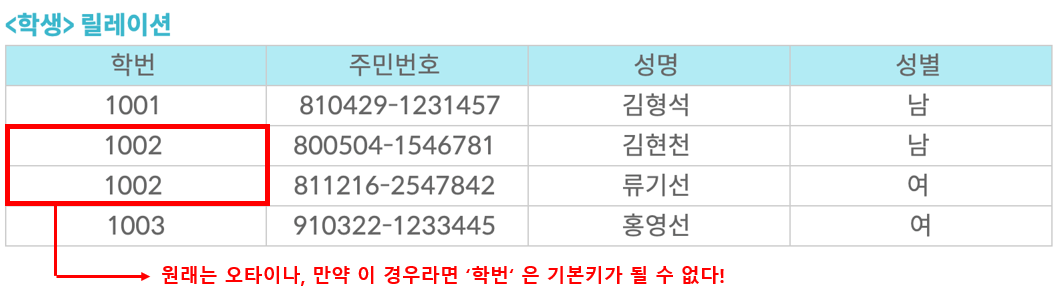 <학생> 릴레이션
학번 주민번호 성명 성별
1001 810429-1231457 김형석 남
1002 800504-1546781 김현천 남
1002 811216-2547842 류기선 여
1003 910322-1233445 홍영선 여
원래는 오타이나, 만약 이 경우라면 ‘학번‘ 은 기본키가 될 수 없다!